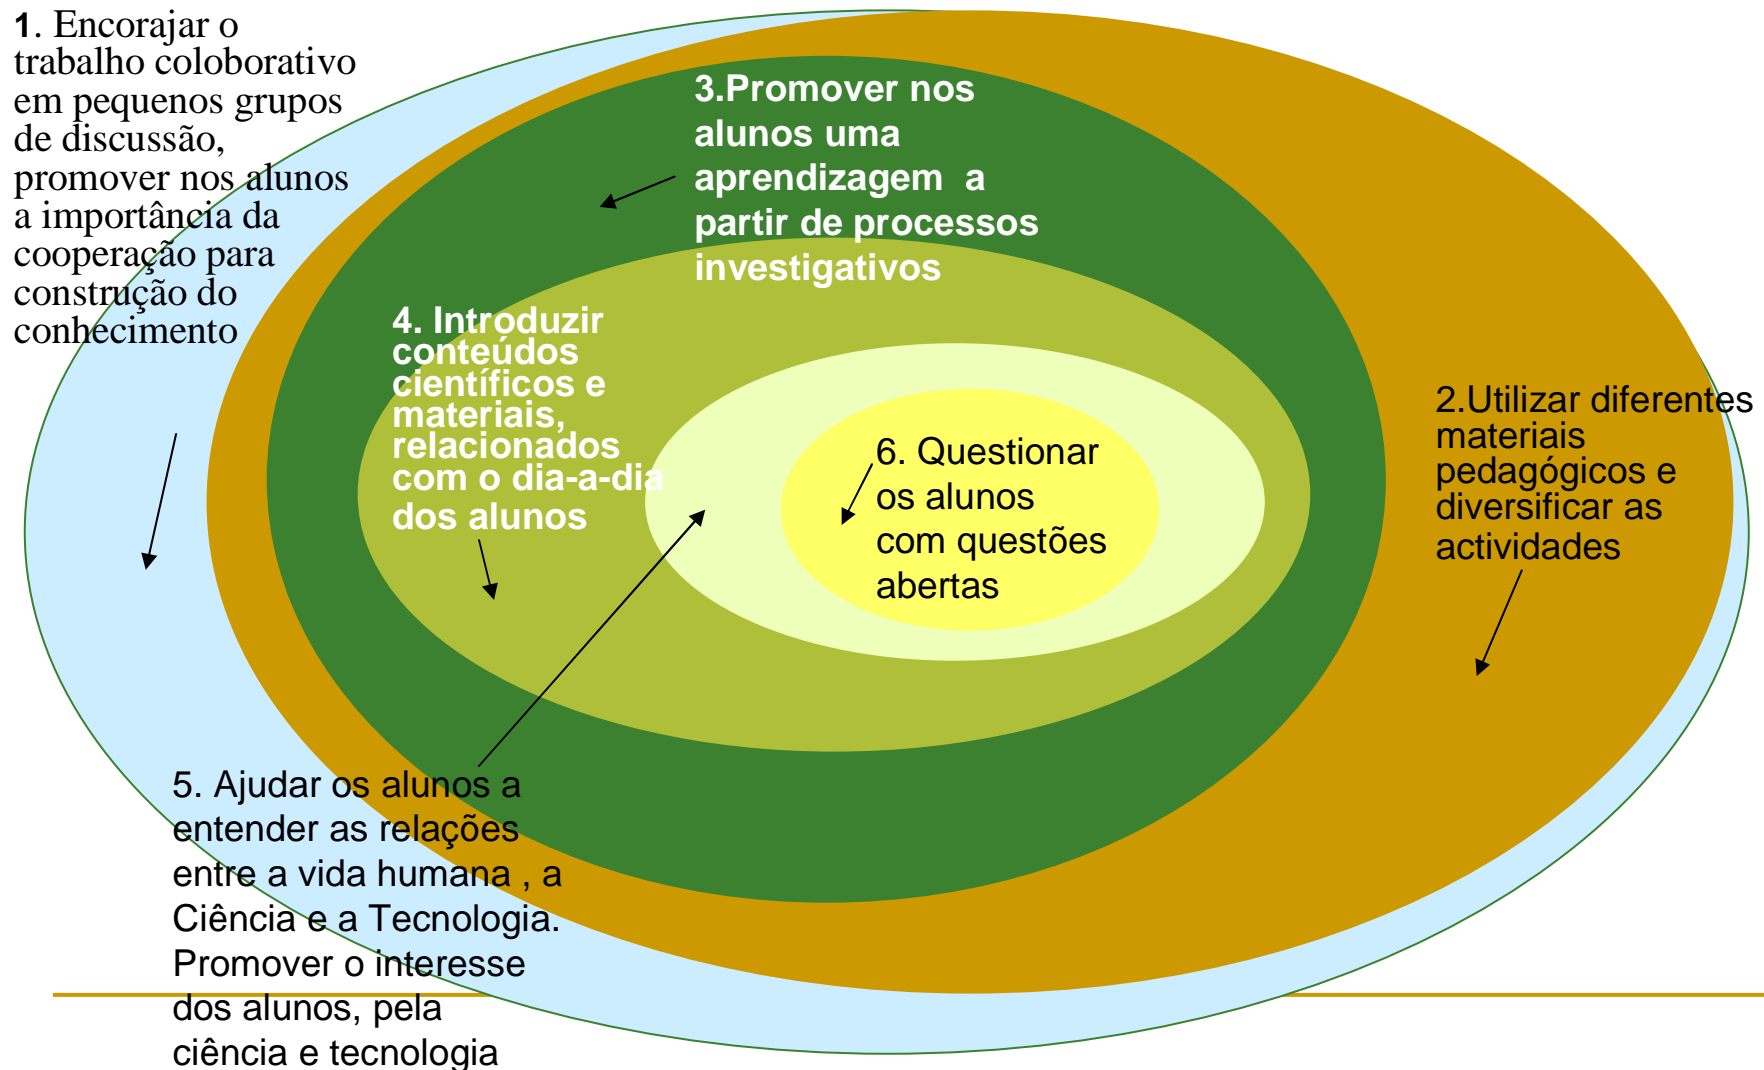 1. Encorajar o
trabalho coloborativo
em pequenos grupos
de discussão,
promover nos alunos
a importância da
cooperação para
construção do
conhecimento
2.Utilizar diferentes
materiais
pedagógicos e
diversificar as
actividades
3.Promover nos
alunos uma
aprendizagem a
partir de processos
investigativos
4. Introduzir
conteúdos
científicos e
materiais,
relacionados
com o dia-a-dia
dos alunos
5. Ajudar os alunos a
entender as relações
entre a vida humana , a
Ciência e a Tecnologia.
Promover o interesse
dos alunos, pela
ciência e tecnologia
6. Questionar
os alunos
com questões
abertas